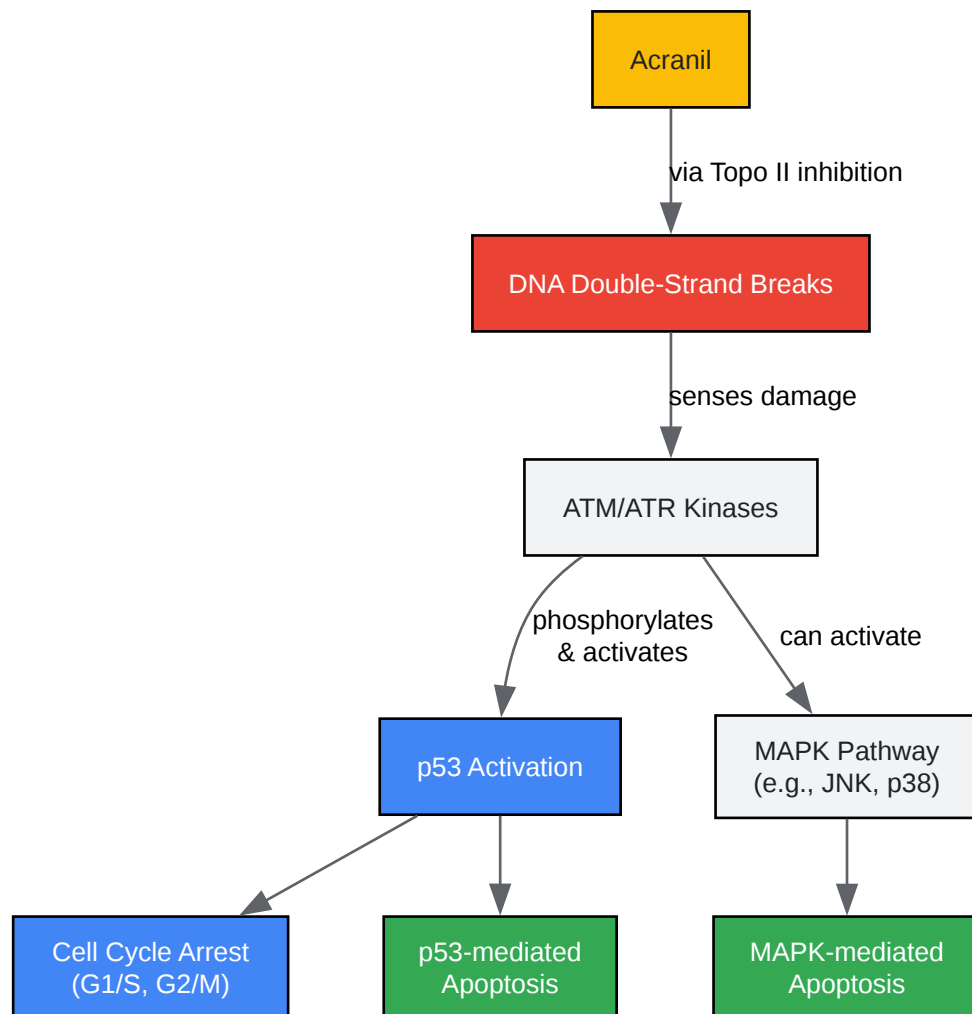 Acranil
via Topo II inhibition
DNA Double-Strand Breaks
senses damage
ATM/ATR Kinases
phosphorylates
& activates
can activate
p53 Activation
MAPK Pathway
(e.g., JNK, p38)
Cell Cycle Arrest
(G1/S, G2/M)
p53-mediated
Apoptosis
MAPK-mediated
Apoptosis